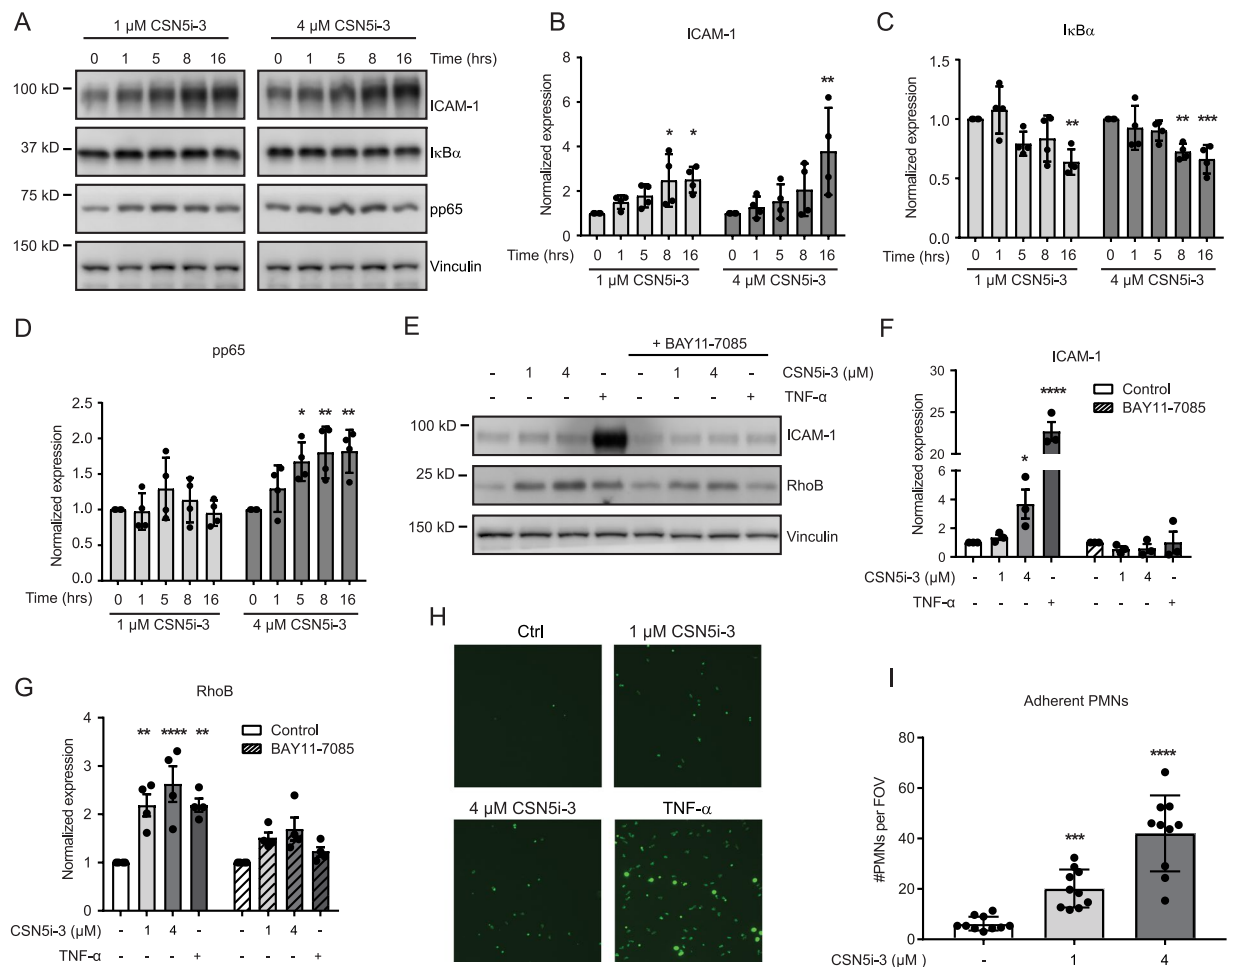 A
1 µM CSN5i-3 4 µM CSN5i-3
0 1 5 8 16 0 1 5 8 16 Time (hrs)
100 kD
ICAM-1
37 kD
IκBα
75 kD
pp65
150 kD
Vinculin
B
ICAM-1
Normalized expression
8
6
4
2
0
* * **
Time (hrs) 0 1 5 8 16 0 1 5 8 16
1 µM CSN5i-3 4 µM CSN5i-3
C
IκBα
Normalized expression
1.5
1.0
0.5
0.0
** ** ***
Time (hrs) 0 1 5 8 16 0 1 5 8 16
1 µM CSN5i-3 4 µM CSN5i-3
D
pp65
Normalized expression
2.5
2.0
1.5
1.0
0.5
0.0
* ** **
Time (hrs) 0 1 5 8 16 0 1 5 8 16
1 µM CSN5i-3 4 µM CSN5i-3
E
+ BAY11-7085
- 1 4 - - 1 4 - CSN5i-3 (µM)
- - - + - - - + TNF-α
100 kD
ICAM-1
25 kD
RhoB
150 kD
Vinculin
F
ICAM-1
Normalized expression
30
25
20
6
4
2
0
* ****
Control
BAY11-7085
CSN5i-3 (µM) - 1 4 - - 1 4 -
TNF-α - - - + - - - +
G
RhoB
Normalized expression
4
3
2
1
0
** **** **
Control
BAY11-7085
CSN5i-3 (µM) - 1 4 - - 1 4 -
TNF-α - - - + - - - +
H
Ctrl 1 µM CSN5i-3
4 µM CSN5i-3 TNF-α
I
Adherent PMNs
#PMNs per FOV
80
60
40
20
0
*** ****
CSN5i-3 (µM ) - 1 4